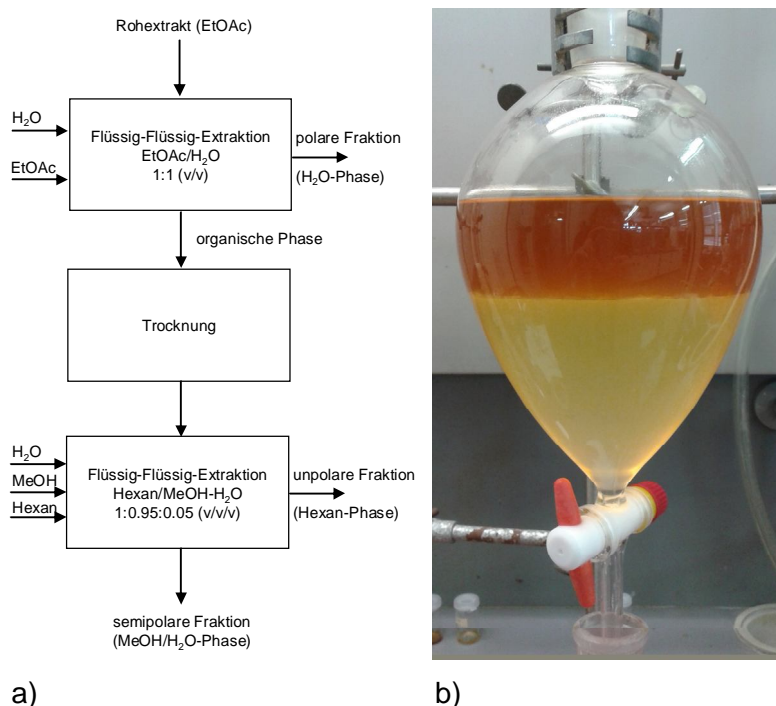 Rohextrakt (EtOAc)
H₂O
EtOAc
Flüssig-Flüssig-Extraktion
EtOAc/H₂O
1:1 (v/v)
polare Fraktion
(H₂O-Phase)
organische Phase
Trocknung
H₂O
MeOH
Hexan
Flüssig-Flüssig-Extraktion
Hexan/MeOH-H₂O
1:0.95:0.05 (v/v/v)
unpolare Fraktion
(Hexan-Phase)
semipolare Fraktion
(MeOH/H₂O-Phase)
a)
b)